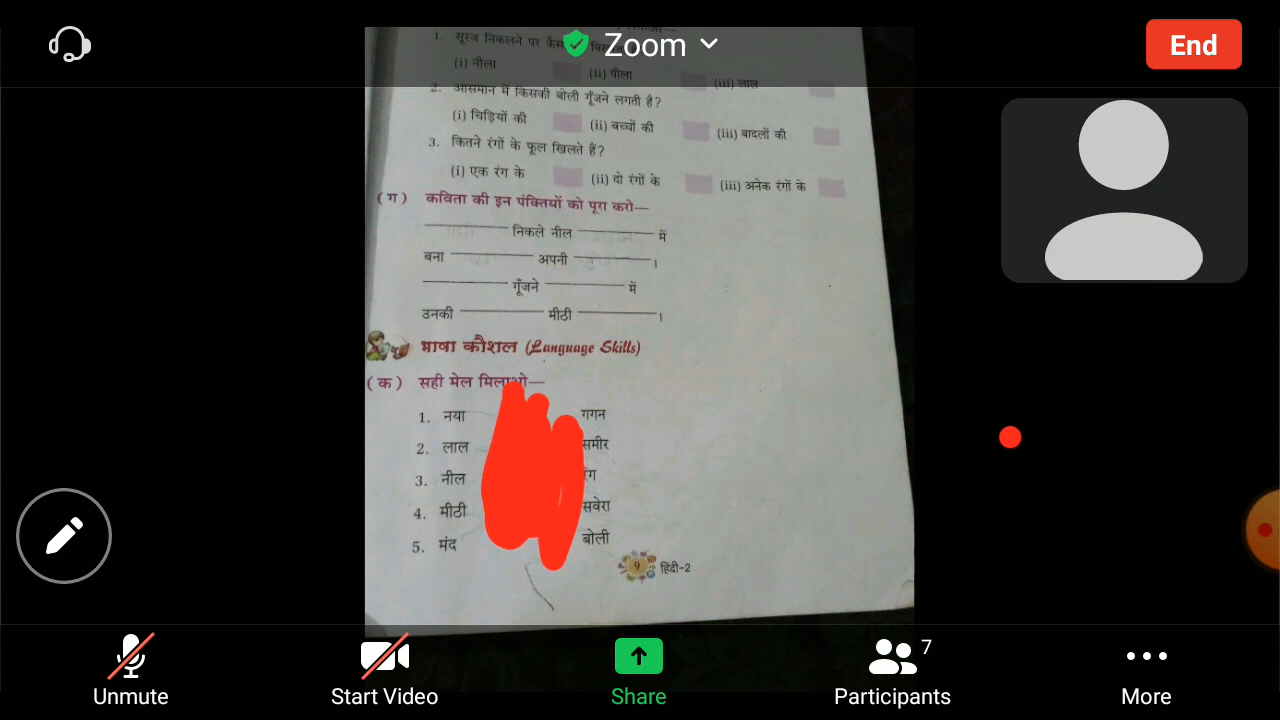 Zoom
End
1. सूरज निकलने पर
(i) नीला (ii) पीला (iii) लाल
2. आसमान में किसकी बोली गूँजने लगती है?
(i) चिड़ियों की (ii) बच्चों की (iii) बादलों की
3. कितने रंगों के फूल खिलते हैं?
(i) एक रंग के (ii) दो रंगों के (iii) अनेक रंगों के
(ग) कविता की इन पंक्तियों को पूरा करो—
निकले नील में
बना अपनी ।
गूँजने में
उनकी मीठी ।
भाषा कौशल (Language Skills)
(क) सही मेल मिलाओ—
1. नया गगन
2. लाल समीर
3. नील रंग
4. मीठी सवेरा
5. मंद बोली
9 हिंदी-2
Unmute
Start Video
Share
7
Participants
More